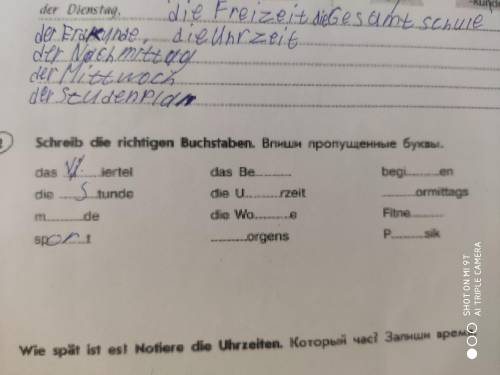 der Dienstag, die Freizeit die Gesamtschule
der Erdkunde, die Uhrzeit
der Nachmittag
der Mittwoch
der Studenplan
Schreib die richtigen Buchstaben. Впиши пропущенные буквы.
das V..........iertel das Be.......... begi..........en
die ....S....tunde die U..........rzeit ..........ormittags
m..........de die Wo..........e Fitne..........
sport ..........orgens P..........sik
Wie spät ist es? Notiere die Uhrzeiten. Который час? Запиши время
SHOT ON MI 9T
AI TRIPLE CAMERA